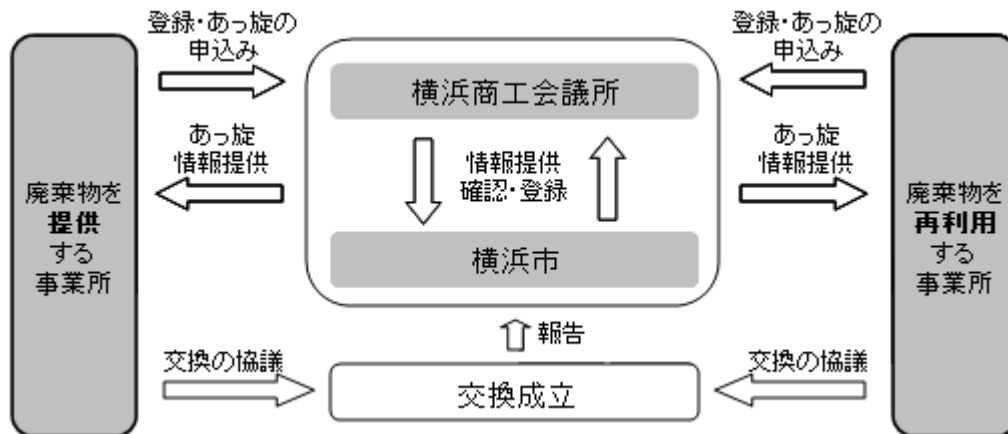 登録・あっ旋の
申込み
登録・あっ旋の
申込み
横浜商工会議所
あっ旋
情報提供
情報提供
確認・登録
あっ旋
情報提供
廃棄物を
提供
する
事業所
廃棄物を
再利用
する
事業所
横浜市
報告
交換の協議
交換の協議
交換成立